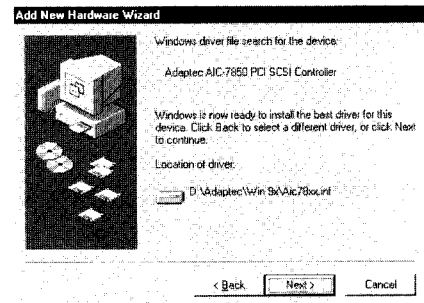 Add New Hardware Wizard
Windows driver file search for the device:
Adaptec AIC-7850 PCI SCSI Controller
Windows is now ready to install the best driver for this
device. Click Back to select a different driver, or click Next
to continue.
Location of driver:
D:\Adaptec\Win 9x\Aic78xx.inf
< Back
Next >
Cancel